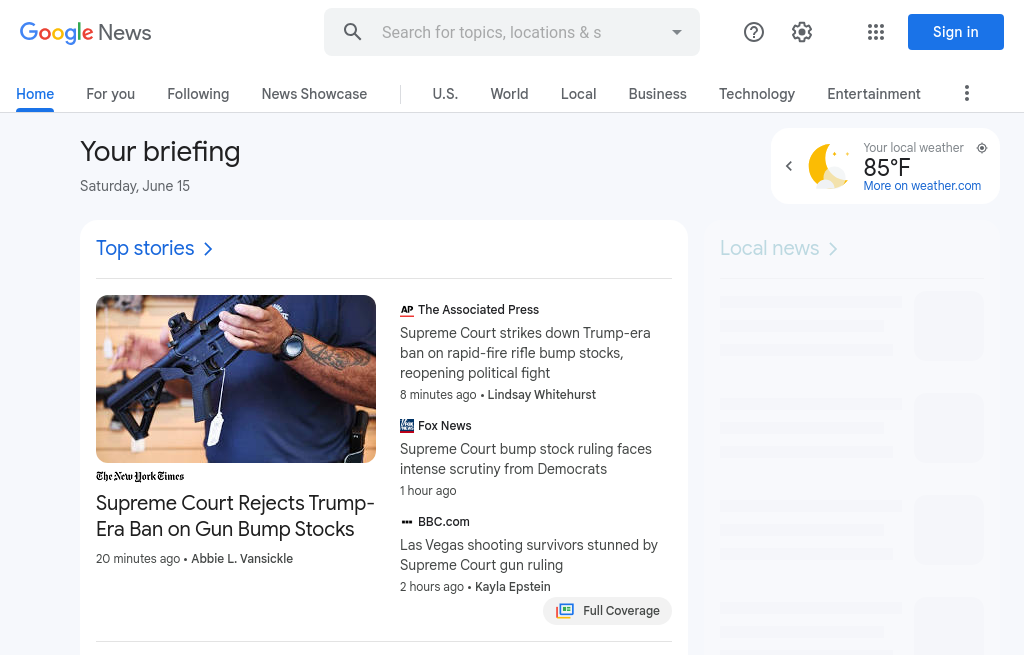 Google News
Search for topics, locations & s
Sign in
Home
For you
Following
News Showcase
U.S.
World
Local
Business
Technology
Entertainment
Your briefing
Saturday, June 15
Your local weather
85°F
More on weather.com
Top stories
The New York Times
Supreme Court Rejects Trump-
Era Ban on Gun Bump Stocks
20 minutes ago • Abbie L. Vansickle
AP The Associated Press
Supreme Court strikes down Trump-era
ban on rapid-fire rifle bump stocks,
reopening political fight
8 minutes ago • Lindsay Whitehurst
Fox News
Supreme Court bump stock ruling faces
intense scrutiny from Democrats
1 hour ago
BBC.com
Las Vegas shooting survivors stunned by
Supreme Court gun ruling
2 hours ago • Kayla Epstein
Full Coverage
Local news